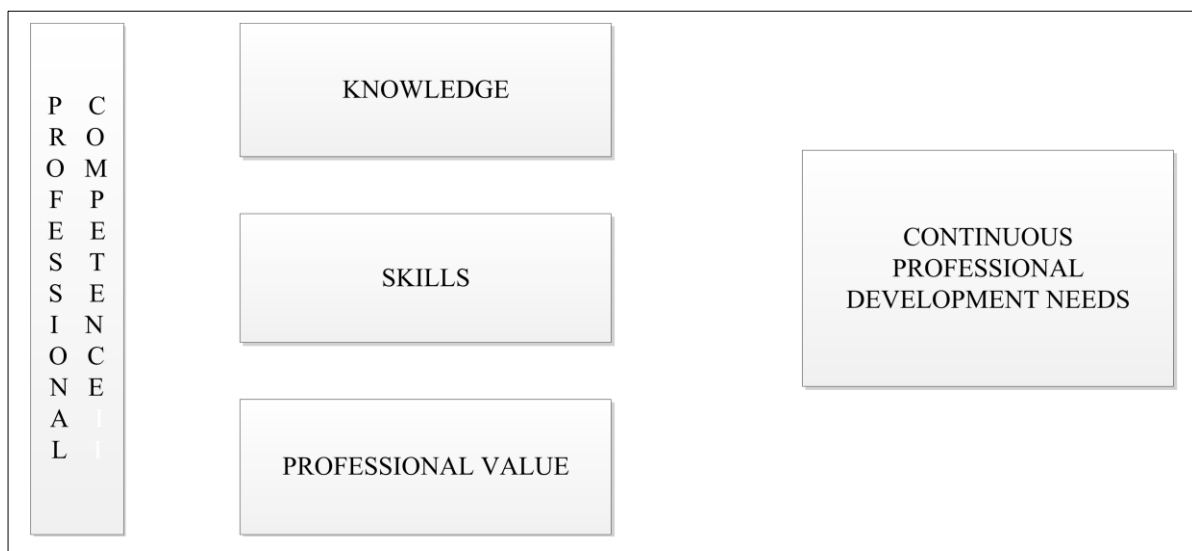 PROFESSIONAL
COMPETENCE
KNOWLEDGE
SKILLS
PROFESSIONAL VALUE
CONTINUOUS
PROFESSIONAL
DEVELOPMENT NEEDS